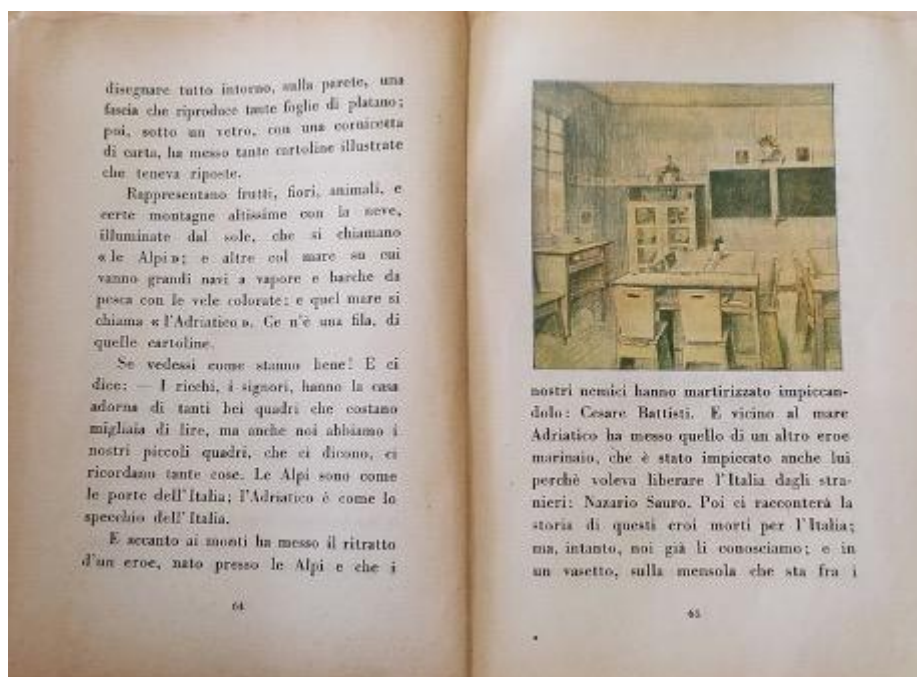 disegnare tutto intorno, sulla parete, una
fascia che riproduce tante foglie di platano;
poi, sotto un vetro, con una cornicetta
di carta, ha messo tante cartoline illustrate
che teneva riposte.
Rappresentano frutti, fiori, animali, e
certe montagne altissime con la neve,
illuminate dal sole, che si chiamano
« le Alpi »; e altre col mare su cui
vanno grandi navi a vapore e barche da
pesca con le vele colorate; e quel mare si
chiama « l'Adriatico ». Ce n'è una fila, di
quelle cartoline.
Se vedessi come stanno bene! E ci
dice: — I ricchi, i signori, hanno la casa
adorna di tanti bei quadri che costano
migliaia di lire, ma anche noi abbiamo i
nostri piccoli quadri, che ci dicono, ci
ricordano tante cose. Le Alpi sono come
le porte dell'Italia; l'Adriatico è come lo
specchio dell'Italia.
E accanto ai monti ha messo il ritratto
d'un eroe, nato presso le Alpi e che i
64
nostri nemici hanno martirizzato impiccan-
dolo: Cesare Battisti. E vicino al mare
Adriatico ha messo quello di un altro eroe
marinaio, che è stato impiccato anche lui
perchè voleva liberare l'Italia dagli stra-
nieri: Nazario Sauro. Poi ci racconterà la
storia di questi eroi morti per l'Italia;
ma, intanto, noi già li conosciamo; e in
un vasetto, sulla mensola che sta fra i
65